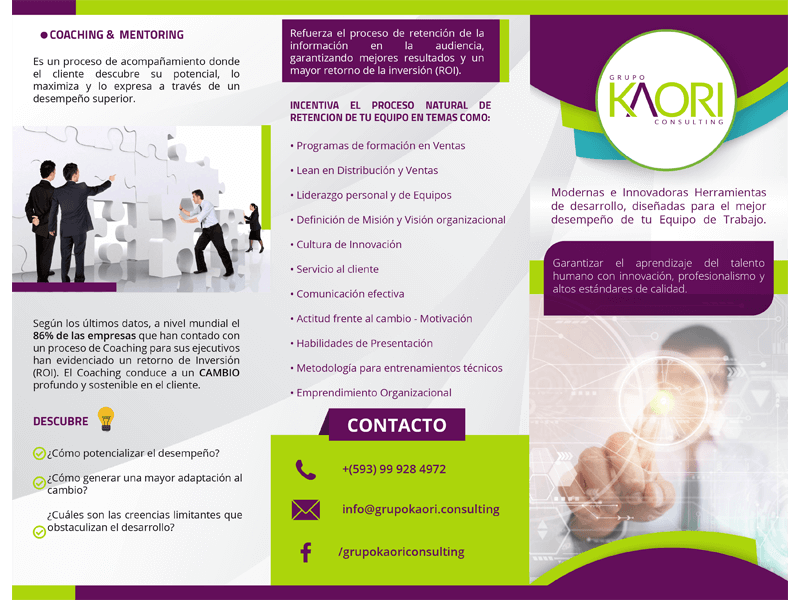 COACHING & MENTORING
Es un proceso de acompañamiento donde
el cliente descubre su potencial, lo
maximiza y lo expresa a través de un
desempeño superior.
Según los últimos datos, a nivel mundial el
86% de las empresas que han contado con
un proceso de Coaching para sus ejecutivos
han evidenciado un retorno de Inversión
(ROI). El Coaching conduce a un CAMBIO
profundo y sostenible en el cliente.
DESCUBRE
¿Cómo potencializar el desempeño?
¿Cómo generar una mayor adaptación al
cambio?
¿Cuáles son las creencias limitantes que
obstaculizan el desarrollo?
Refuerza el proceso de retención de la
información en la audiencia,
garantizando mejores resultados y un
mayor retorno de la inversión (ROI).
INCENTIVA EL PROCESO NATURAL DE
RETENCION DE TU EQUIPO EN TEMAS COMO:
• Programas de formación en Ventas
• Lean en Distribución y Ventas
• Liderazgo personal y de Equipos
• Definición de Misión y Visión organizacional
• Cultura de Innovación
• Servicio al cliente
• Comunicación efectiva
• Actitud frente al cambio - Motivación
• Habilidades de Presentación
• Metodología para entrenamientos técnicos
• Emprendimiento Organizacional
CONTACTO
+(593) 99 928 4972
info@grupokaori.consulting
/grupokaoriconsulting
GRUPO
KAORI
CONSULTING
Modernas e Innovadoras Herramientas
de desarrollo, diseñadas para el mejor
desempeño de tu Equipo de Trabajo.
Garantizar el aprendizaje del talento
humano con innovación, profesionalismo y
altos estándares de calidad.